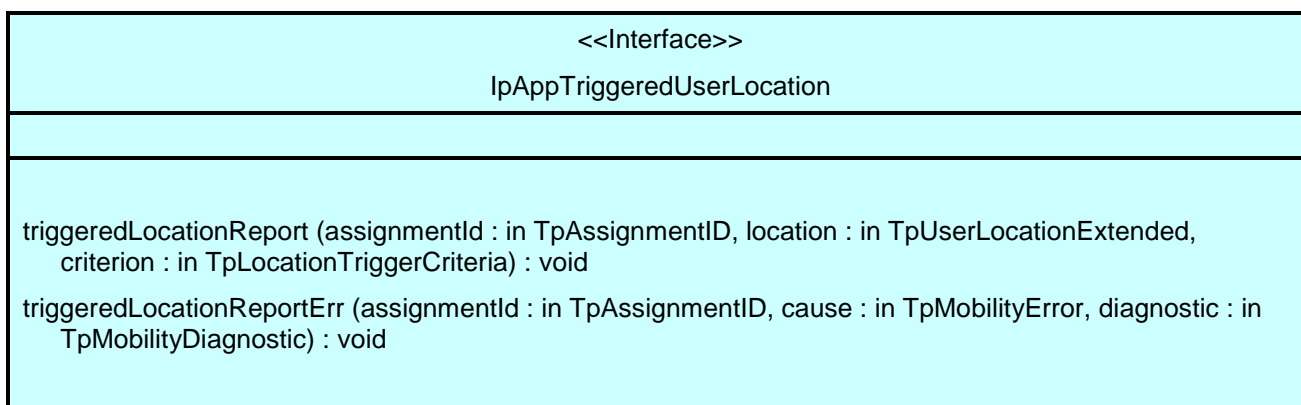 <<Interface>>
IpAppTriggeredUserLocation
triggeredLocationReport (assignmentId : in TpAssignmentID, location : in TpUserLocationExtended,
criterion : in TpLocationTriggerCriteria) : void
triggeredLocationReportErr (assignmentId : in TpAssignmentID, cause : in TpMobilityError, diagnostic : in
TpMobilityDiagnostic) : void